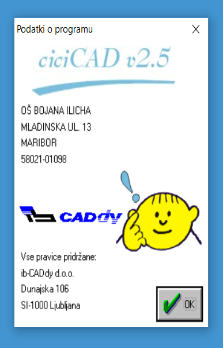 Podatki o programu
ciciCAD v2.5
OŠ BOJANA ILICHA
MLADINSKA UL. 13
MARIBOR
58021-01098
CADdy
Vse pravice pridržane:
ib-CADdy d.o.o.
Dunajska 106
SI-1000 Ljubljana
OK